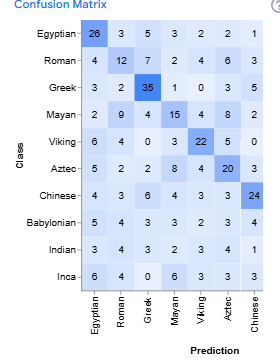 Confusion Matrix
Egyptian 26 3 5 3 2 2 1
Roman 4 12 7 2 4 6 3
Greek 3 2 35 1 0 3 5
Mayan 2 9 4 15 4 8 2
Viking 6 4 0 3 22 5 0
Aztec 5 2 2 8 4 20 3
Chinese 4 3 6 4 3 3 24
Babylonian 5 4 3 3 2 3 4
Indian 3 4 3 2 3 4 1
Inca 6 4 0 6 3 3 3
Class
Egyptian Roman Greek Mayan Viking Aztec Chinese
Prediction